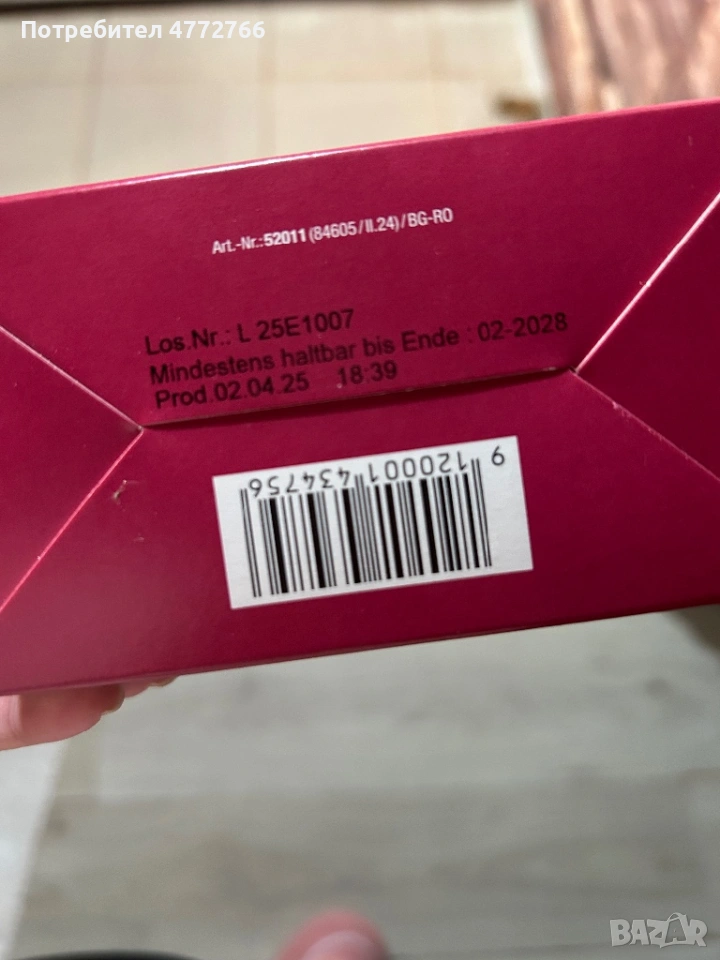 Потребител 4772766
Art.-Nr.:52011 (84605/II.24)/BG-RO
Los.Nr.: L 25E1007
Mindestens haltbar bis Ende : 02-2028
Prod.02.04.25 18:39
9 120001 434756
BAZAR